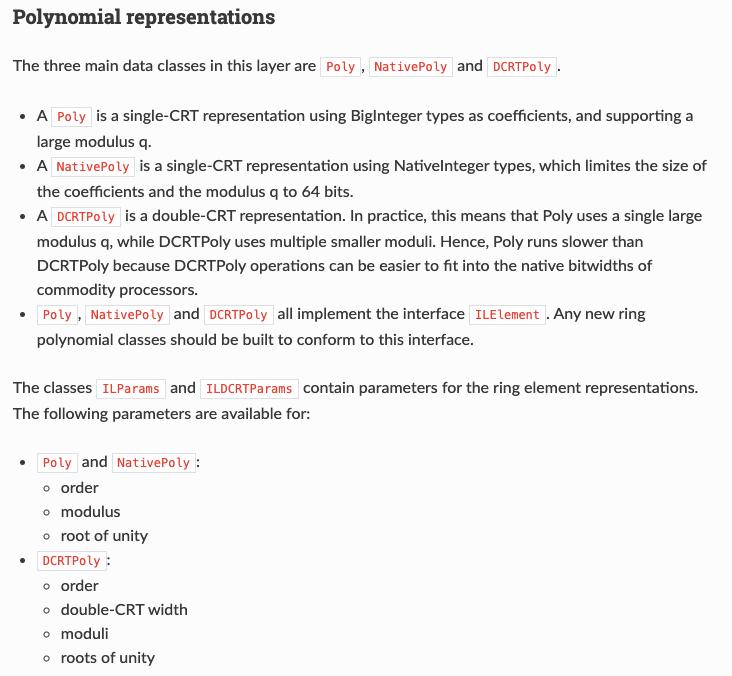 Polynomial representations
The three main data classes in this layer are Poly, NativePoly and DCRTPoly.
• A Poly is a single-CRT representation using BigInteger types as coefficients, and supporting a
large modulus q.
• A NativePoly is a single-CRT representation using NativeInteger types, which limites the size of
the coefficients and the modulus q to 64 bits.
• A DCRTPoly is a double-CRT representation. In practice, this means that Poly uses a single large
modulus q, while DCRTPoly uses multiple smaller moduli. Hence, Poly runs slower than
DCRTPoly because DCRTPoly operations can be easier to fit into the native bitwidths of
commodity processors.
• Poly, NativePoly and DCRTPoly all implement the interface ILElement. Any new ring
polynomial classes should be built to conform to this interface.
The classes ILParams and ILDCRTParams contain parameters for the ring element representations.
The following parameters are available for:
• Poly and NativePoly:
◦ order
◦ modulus
◦ root of unity
• DCRTPoly:
◦ order
◦ double-CRT width
◦ moduli
◦ roots of unity